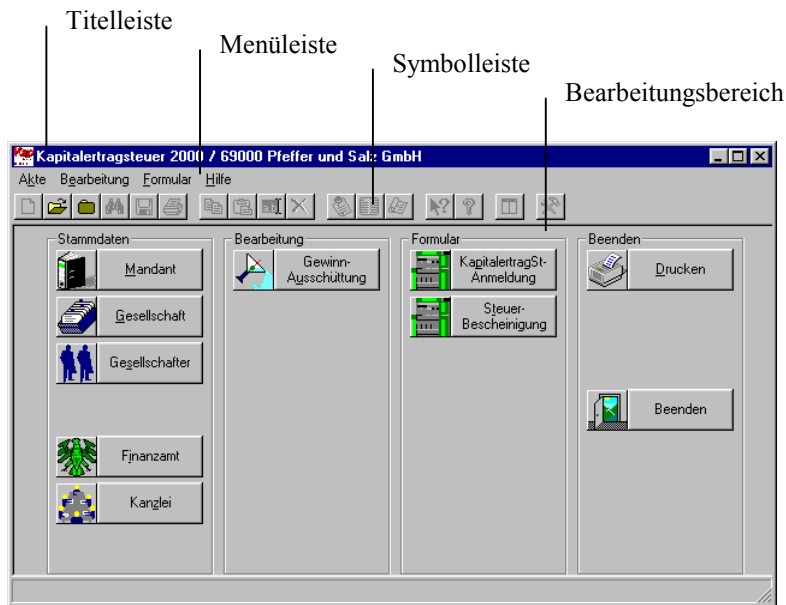 Titelleiste
Menüleiste
Symbolleiste
Bearbeitungsbereich
Kapitalertragsteuer 2000 / 69000 Pfeffer und Salz GmbH
Akte Bearbeitung Formular Hilfe
Stammdaten
Mandant
Gesellschaft
Gesellschafter
Finanzamt
Kanzlei
Bearbeitung
Gewinn-
Ausschüttung
Formular
KapitalertragSt-
Anmeldung
Steuer-
Bescheinigung
Beenden
Drucken
Beenden